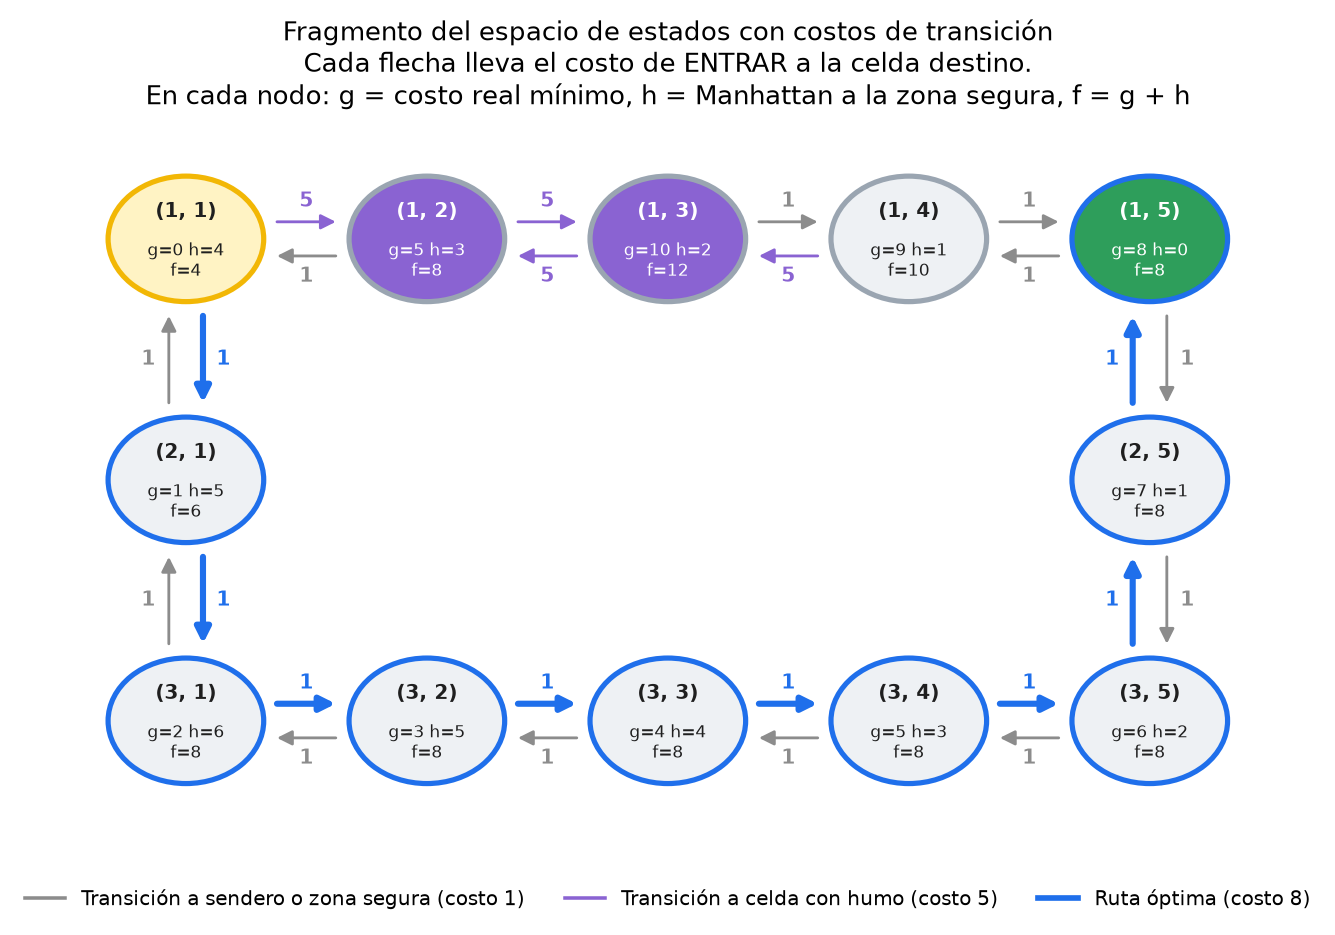 Fragmento del espacio de estados con costos de transición
Cada flecha lleva el costo de ENTRAR a la celda destino.
En cada nodo: g = costo real mínimo, h = Manhattan a la zona segura, f = g + h
5 5 1 1
(1, 1) (1, 2) (1, 3) (1, 4) (1, 5)
g=0 h=4 g=5 h=3 g=10 h=2 g=9 h=1 g=8 h=0
f=4 f=8 f=12 f=10 f=8
1 5 5 1
1 1 1 1
(2, 1) (2, 5)
g=1 h=5 g=7 h=1
f=6 f=8
1 1 1 1
1 1 1 1
(3, 1) (3, 2) (3, 3) (3, 4) (3, 5)
g=2 h=6 g=3 h=5 g=4 h=4 g=5 h=3 g=6 h=2
f=8 f=8 f=8 f=8 f=8
1 1 1 1
Transición a sendero o zona segura (costo 1) Transición a celda con humo (costo 5) Ruta óptima (costo 8)